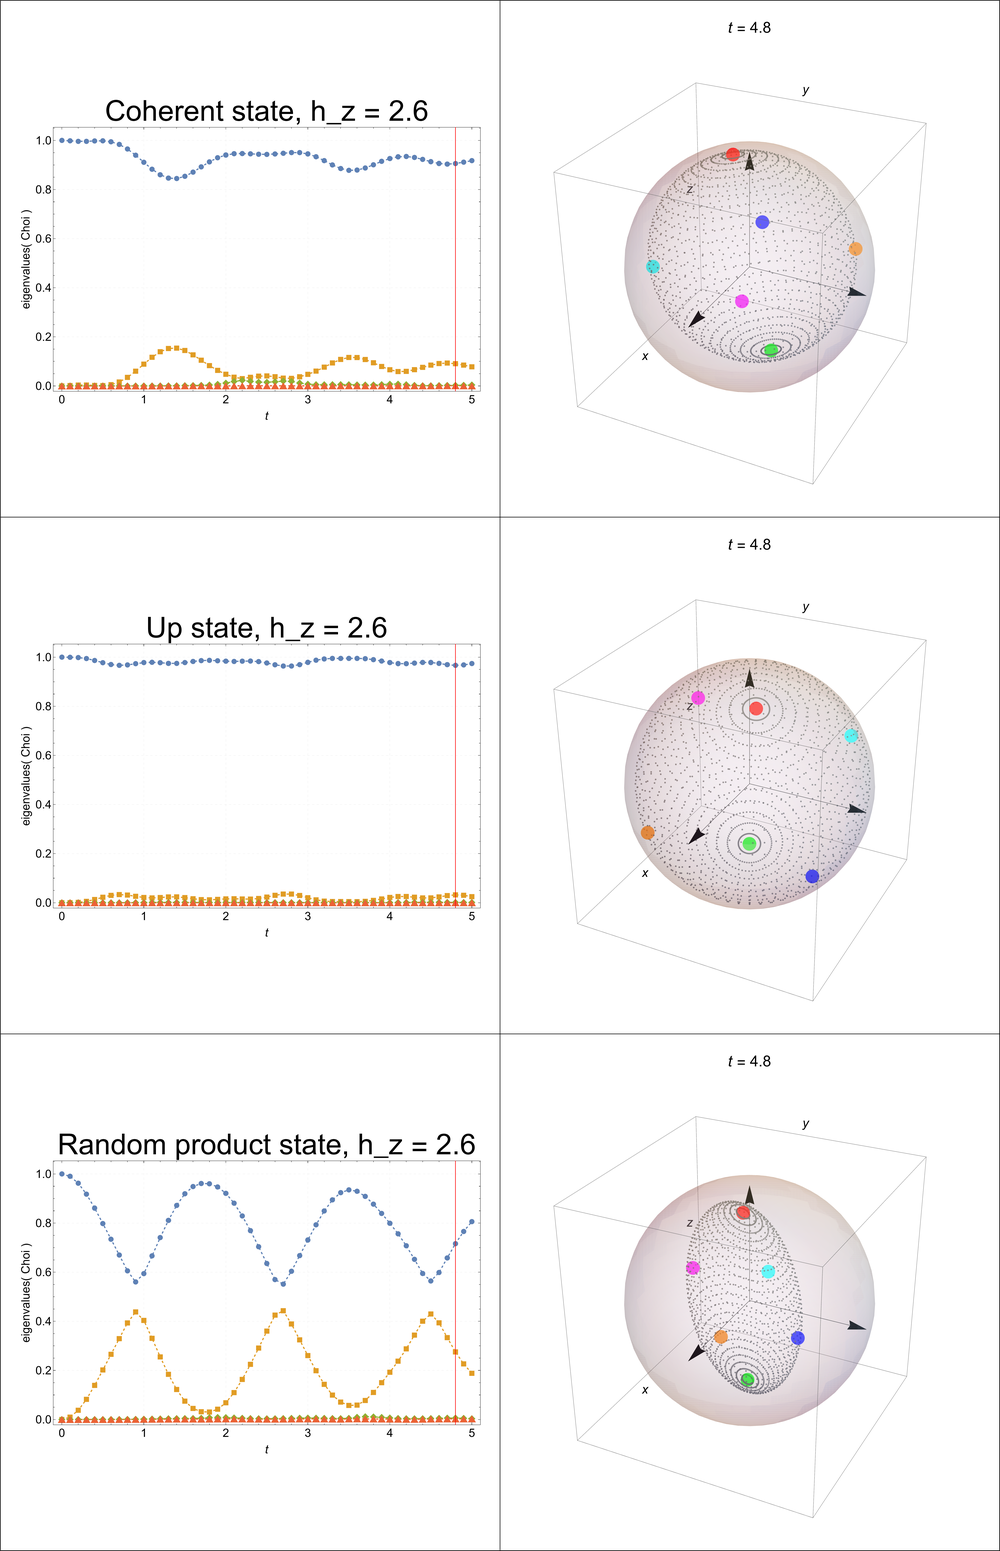 t = 4.8
Coherent state, h_z = 2.6
y
z
x
eigenvalues( Choi )
1.0
0.8
0.6
0.4
0.2
0.0
0 1 2 3 4 5
t
t = 4.8
Up state, h_z = 2.6
y
z
x
eigenvalues( Choi )
1.0
0.8
0.6
0.4
0.2
0.0
0 1 2 3 4 5
t
t = 4.8
Random product state, h_z = 2.6
y
z
x
eigenvalues( Choi )
1.0
0.8
0.6
0.4
0.2
0.0
0 1 2 3 4 5
t